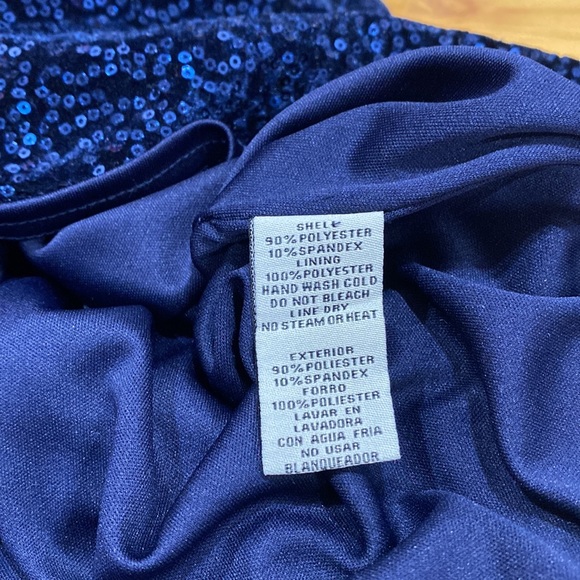 SHELL
90%POLYESTER
10%SPANDEX
LINING
100%POLYESTER
HAND WASH COLD
DO NOT BLEACH
LINE DRY
NO STEAM OR HEAT
EXTERIOR
90%POLIESTER
10%SPANDEX
FORRO
100%POLIESTER
LAVAR EN
LAVADORA
CON AGUA FRIA
NO USAR
BLANQUEADOR